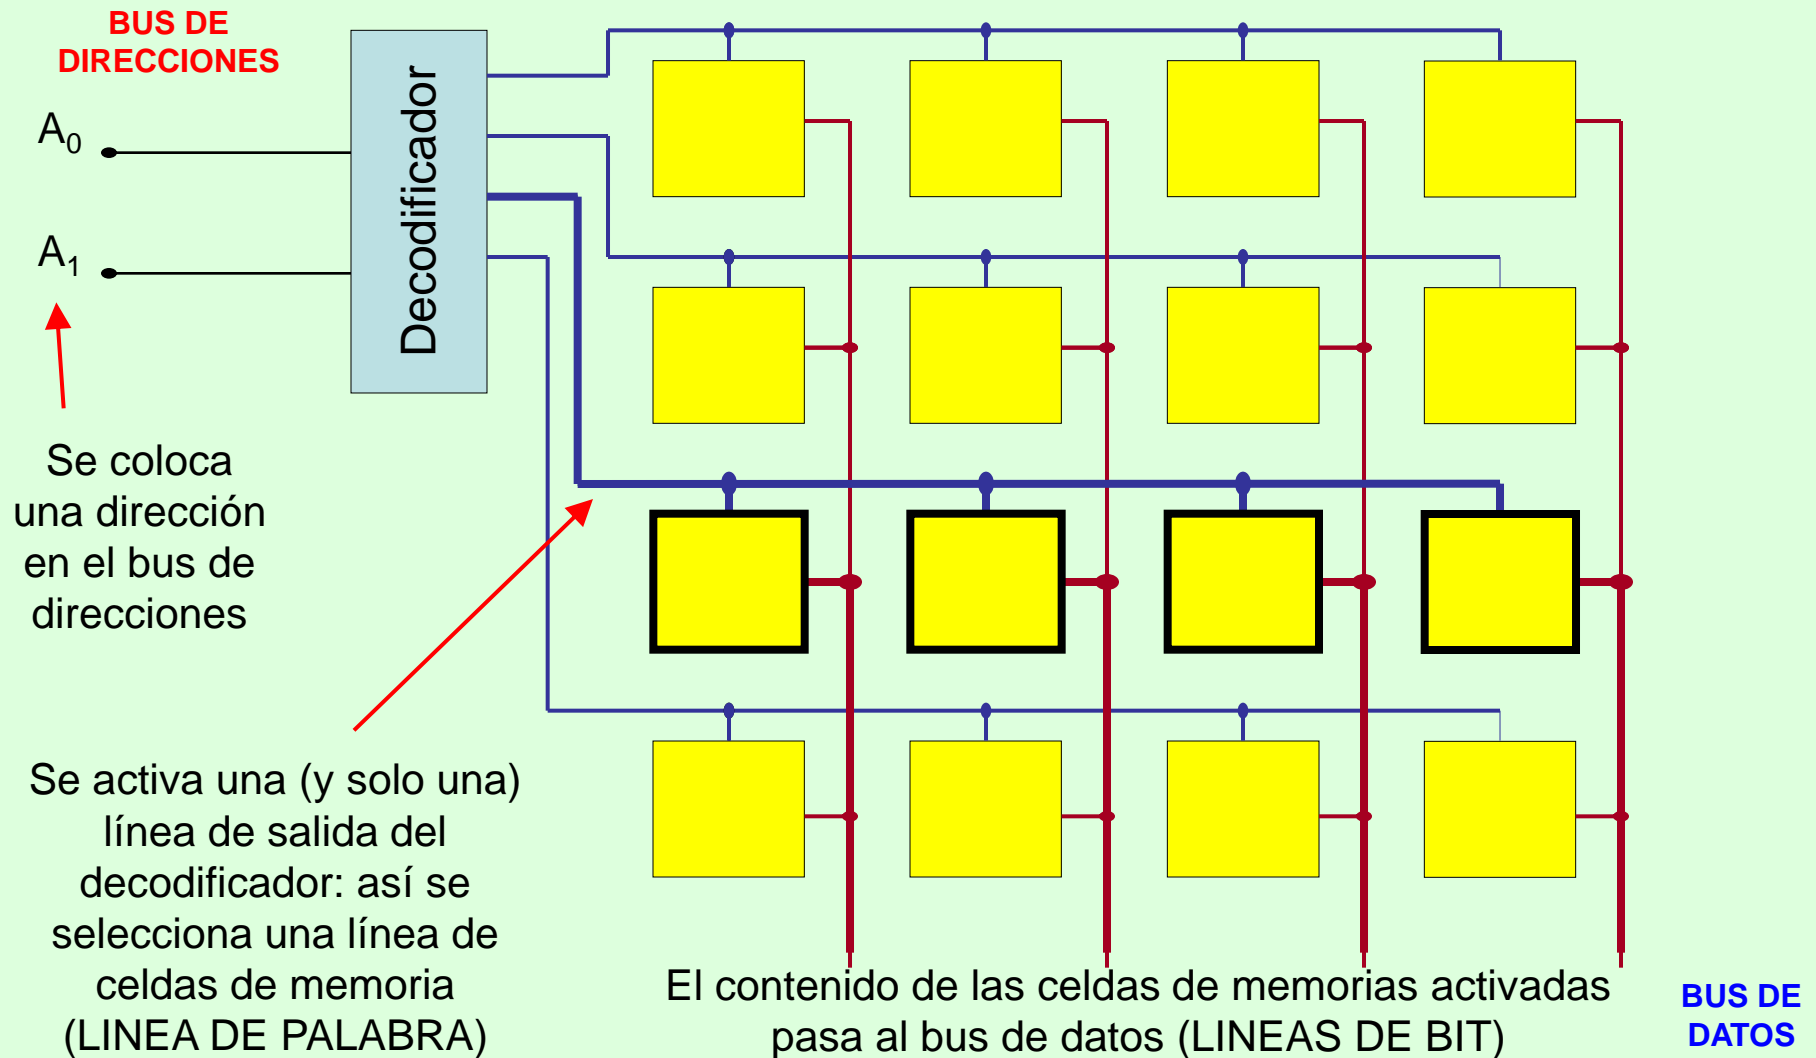 BUS DE
DIRECCIONES
A0
A1
Decodificador
Se coloca
una dirección
en el bus de
direcciones
Se activa una (y solo una)
línea de salida del
decodificador: así se
selecciona una línea de
celdas de memoria
(LINEA DE PALABRA)
El contenido de las celdas de memorias activadas
pasa al bus de datos (LINEAS DE BIT)
BUS DE
DATOS